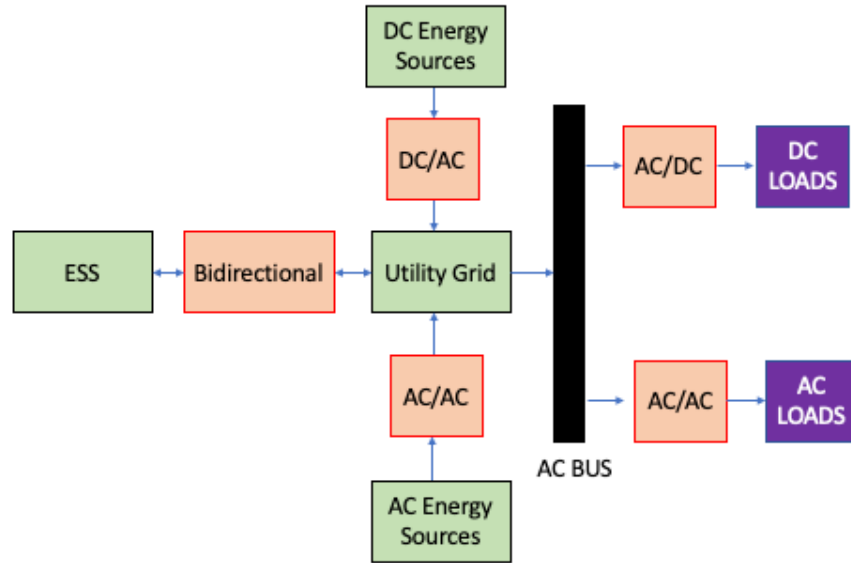 DC Energy
Sources
DC/AC
AC/DC
DC
LOADS
ESS
Bidirectional
Utility Grid
AC/AC
AC/AC
AC
LOADS
AC BUS
AC Energy
Sources